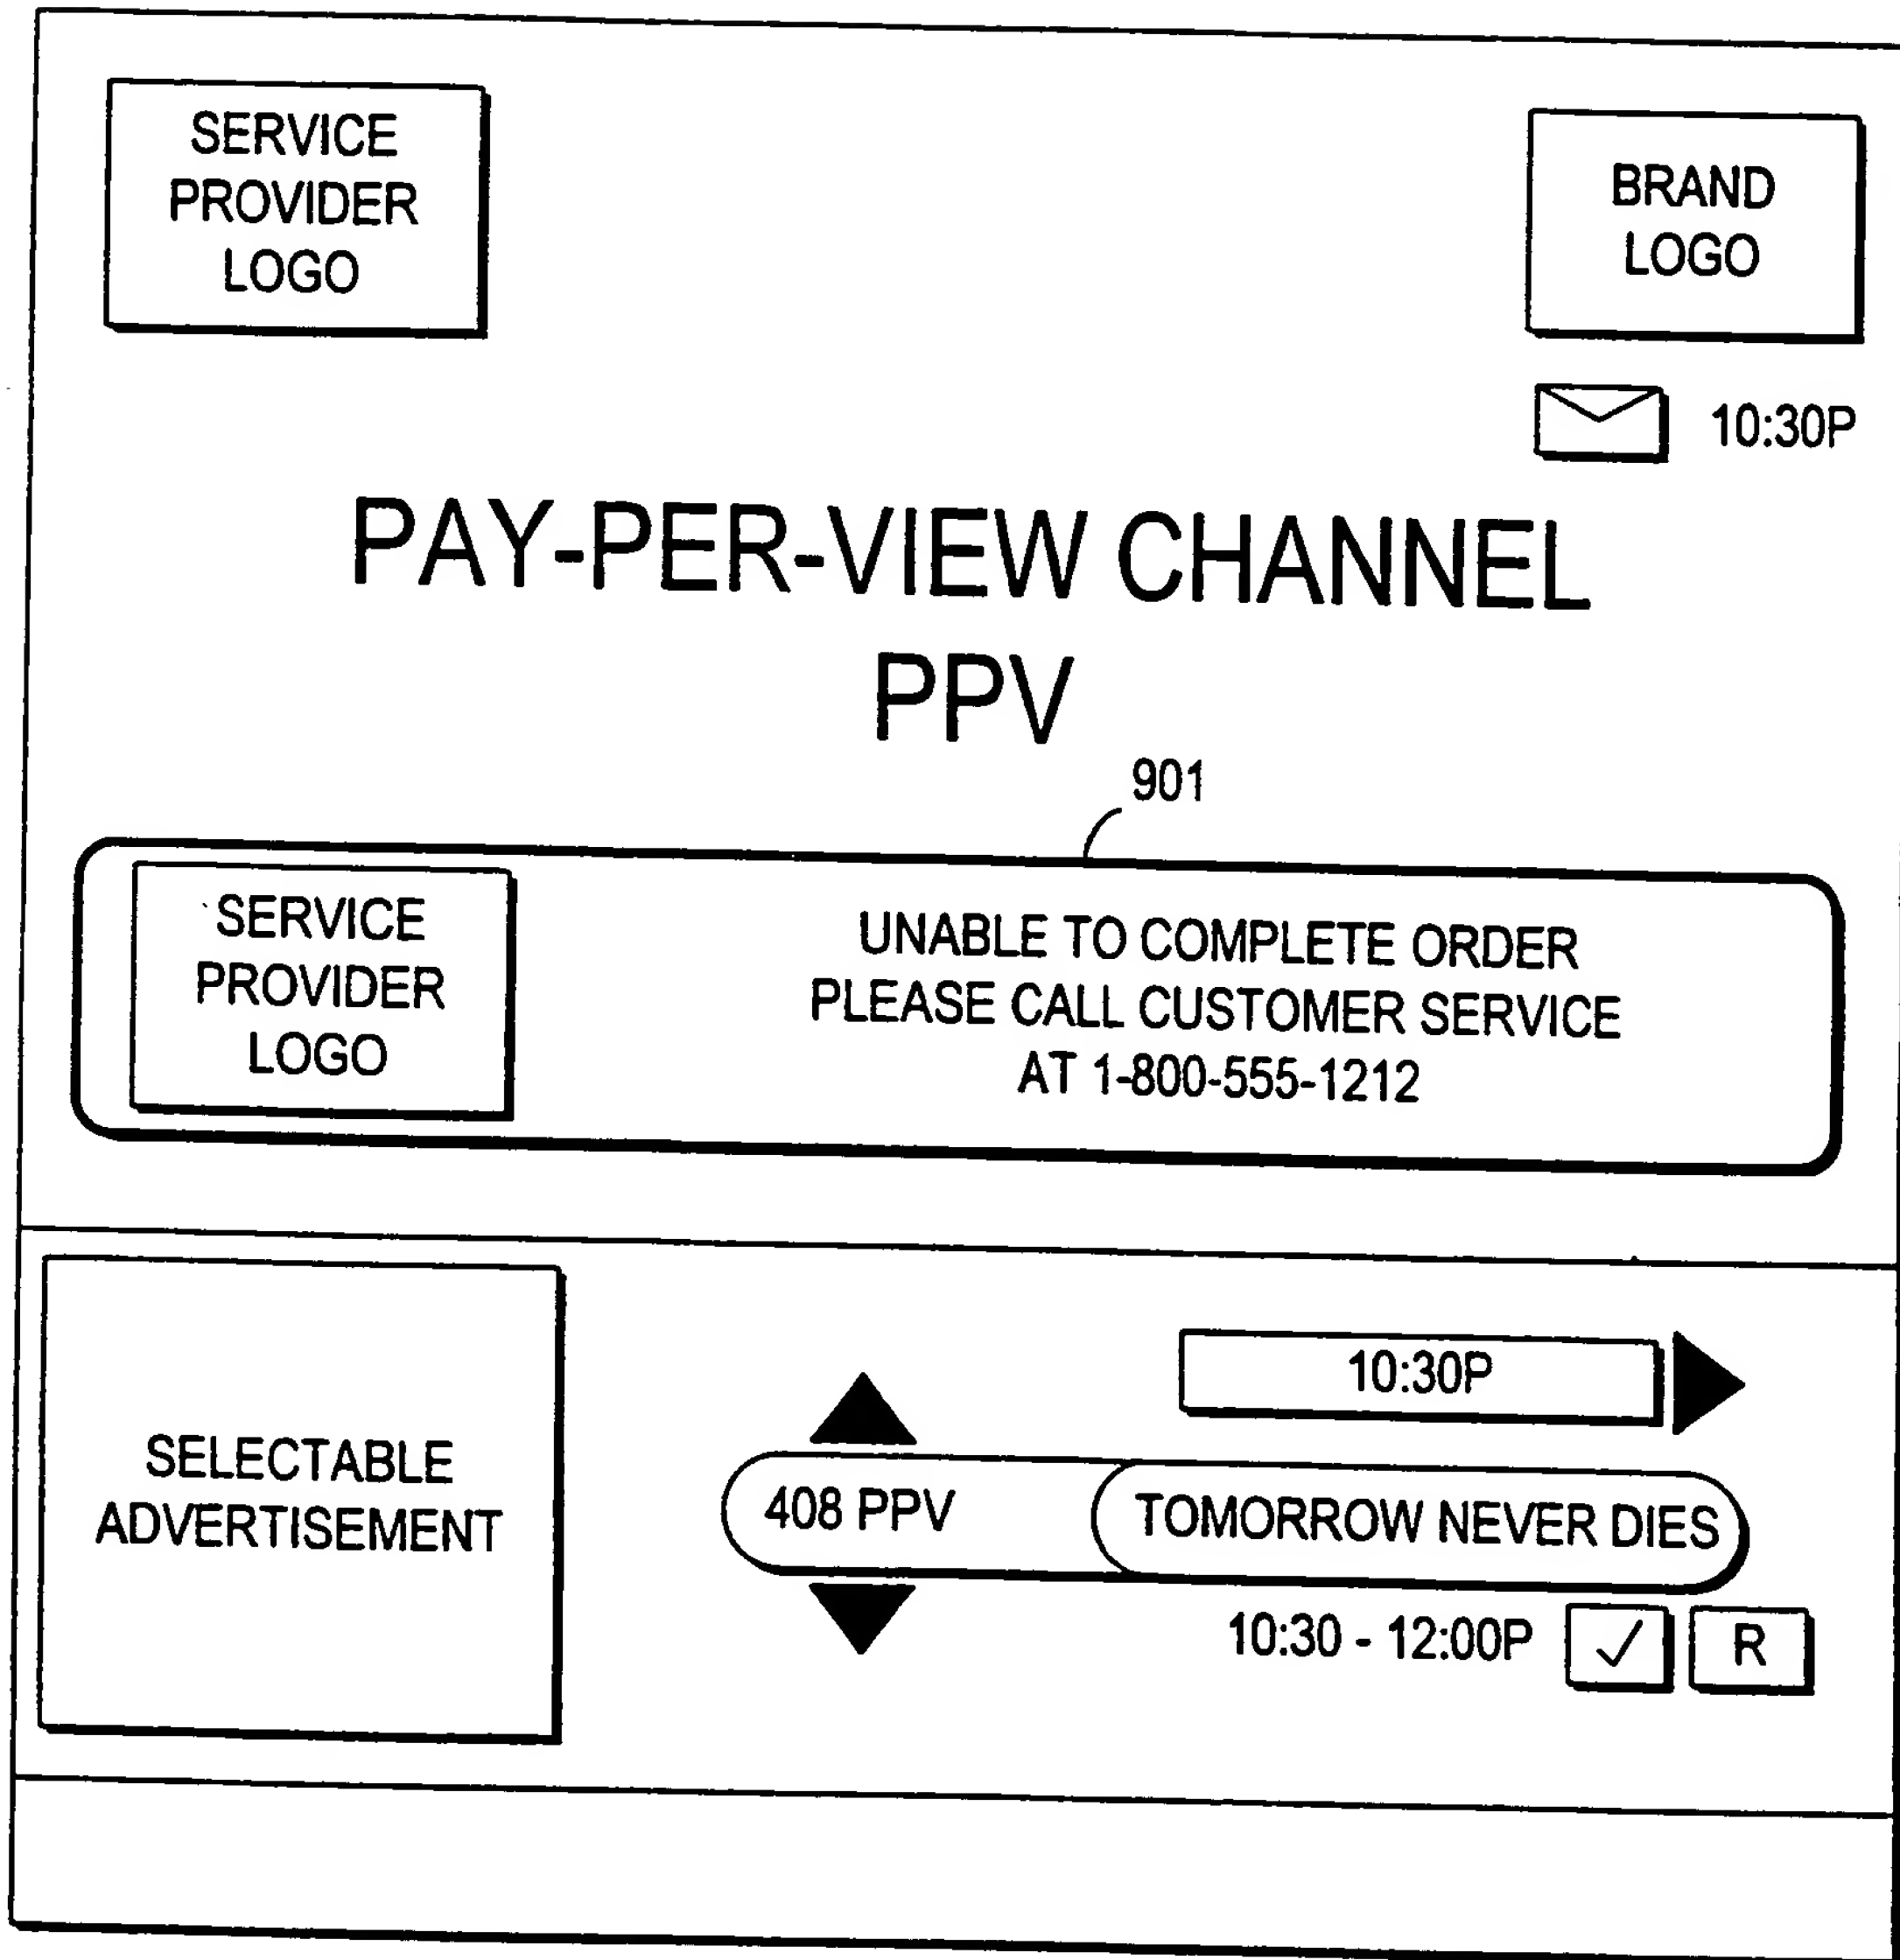 SERVICE
PROVIDER
LOGO
BRAND
LOGO
10:30P
PAY-PER-VIEW CHANNEL
PPV
901
SERVICE
PROVIDER
LOGO
UNABLE TO COMPLETE ORDER
PLEASE CALL CUSTOMER SERVICE
AT 1-800-555-1212
SELECTABLE
ADVERTISEMENT
10:30P
408 PPV
TOMORROW NEVER DIES
10:30 - 12:00P
R